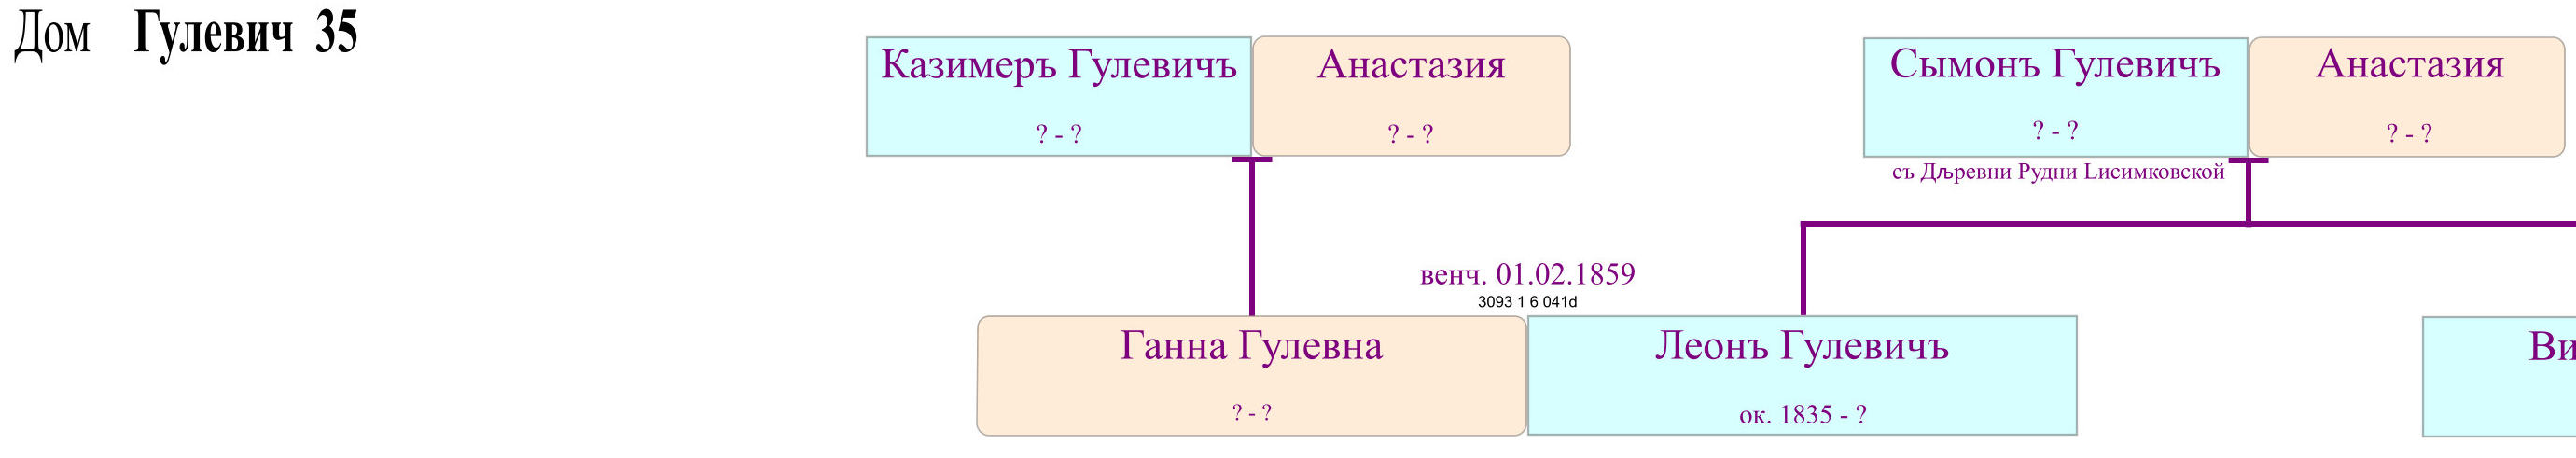 Дом Гулевич 35
Казимеръ Гулевичъ
? - ?
Анастазия
? - ?
Сымонъ Гулевичъ
? - ?
Анастазия
? - ?
съ Дљревни Рудни Lисимковской
венч. 01.02.1859
3093 1 6 041d
Ганна Гулевна
? - ?
Леонъ Гулевичъ
ок. 1835 - ?
Ви